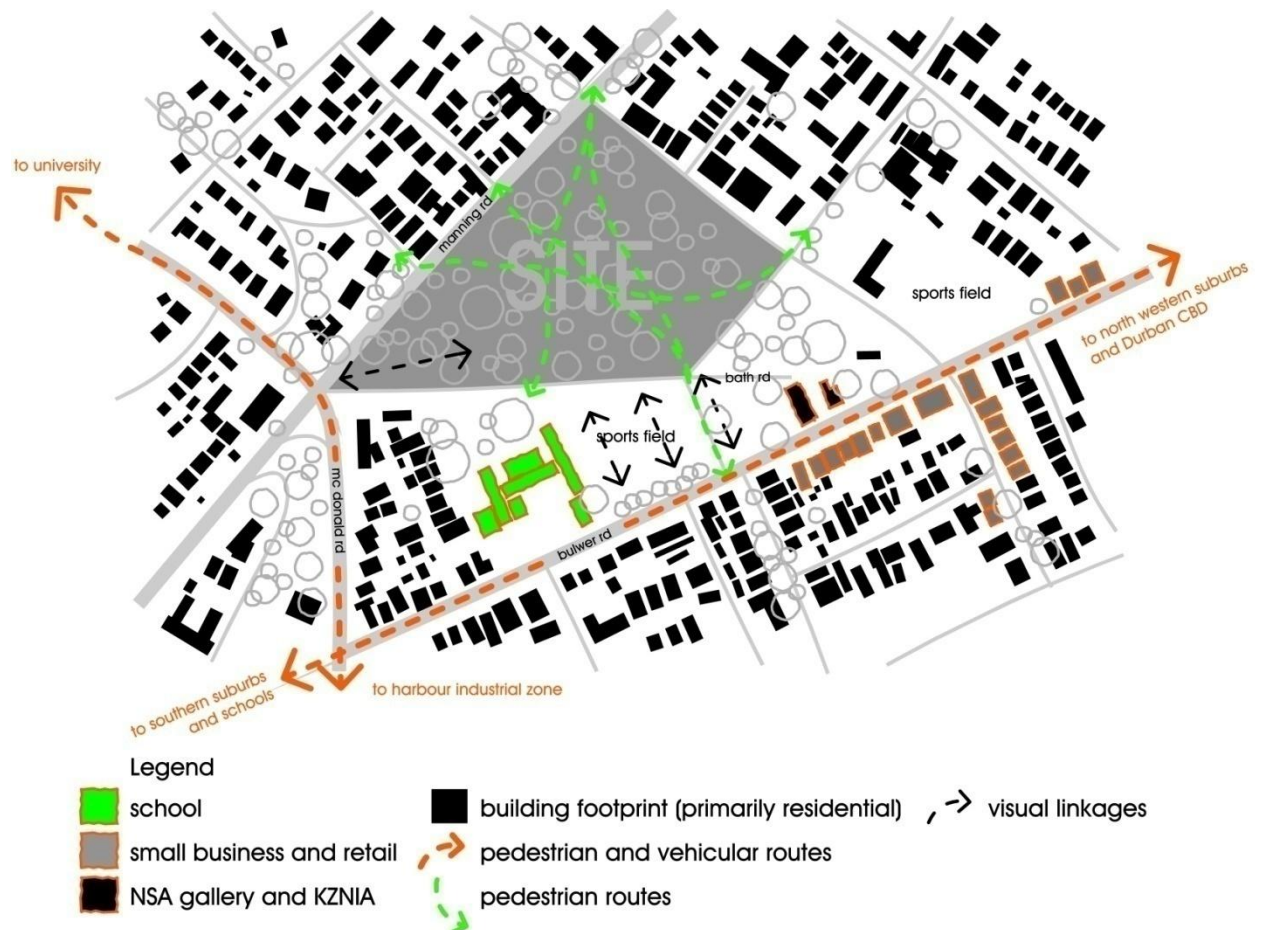 to university
manning rd
SITE
sports field
to north western suburbs
and Durban CBD
bath rd
sports field
mc donald rd
bulwer rd
to southern suburbs
and schools
to harbour industrial zone
Legend
school
building footprint (primarily residential)
visual linkages
small business and retail
pedestrian and vehicular routes
NSA gallery and KZNIA
pedestrian routes